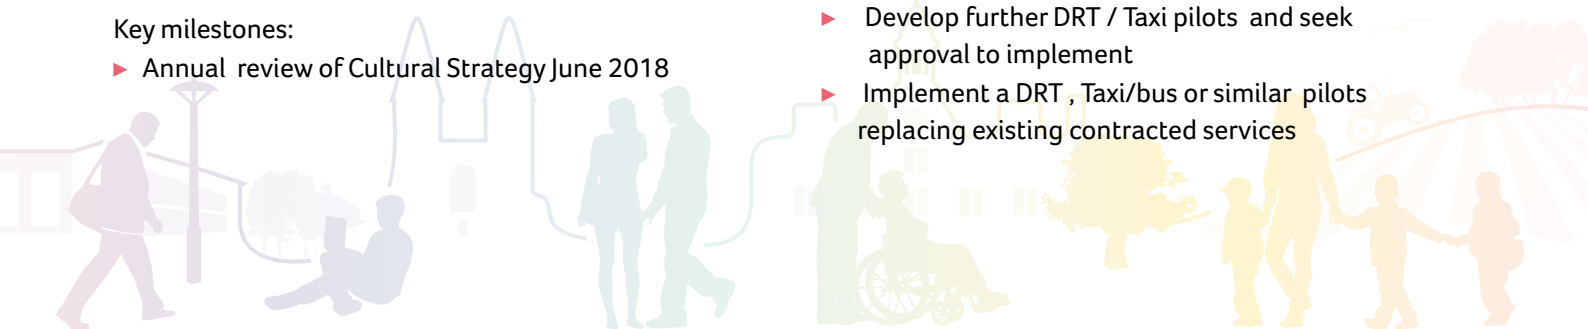 Key milestones:
► Annual review of Cultural Strategy June 2018
► Develop further DRT / Taxi pilots and seek
approval to implement
► Implement a DRT , Taxi/bus or similar pilots
replacing existing contracted services